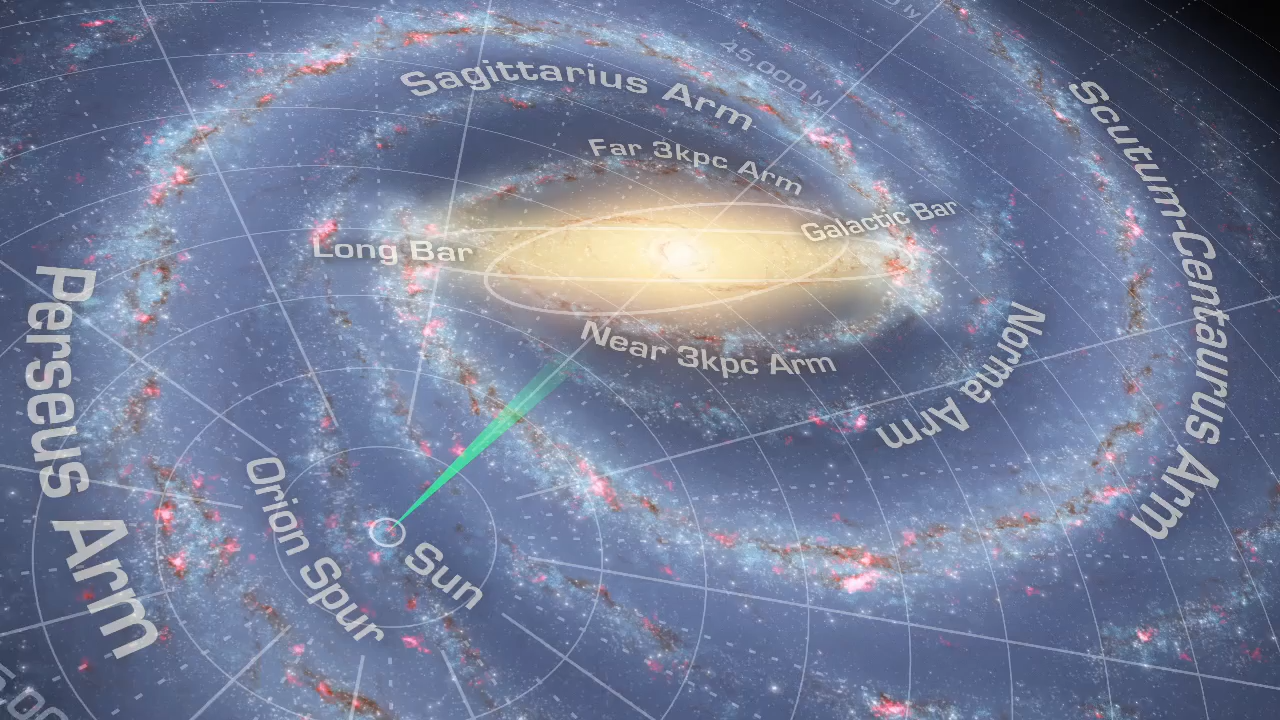 Sagittarius Arm
45,000 ly
Scutum-Centaurus Arm
Far 3kpc Arm
Galactic Bar
Long Bar
Perseus Arm
Near 3kpc Arm
Norma Arm
Orion Spur
Sun